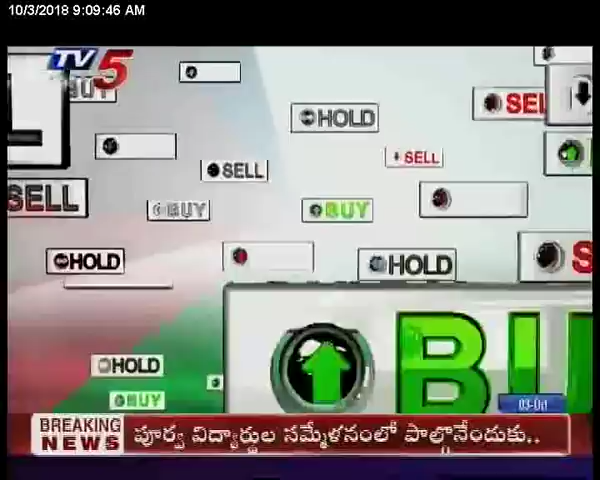 10/3/2018 9:09:46 AM
TV5
BUY
HOLD
SELL
SELL
SELL
SELL
BUY
BUY
HOLD
HOLD
HOLD
BUY
03-Oct
BREAKING NEWS
పూర్వ విద్యార్థుల సమ్మేళనంలో పాల్గొనేందుకు..